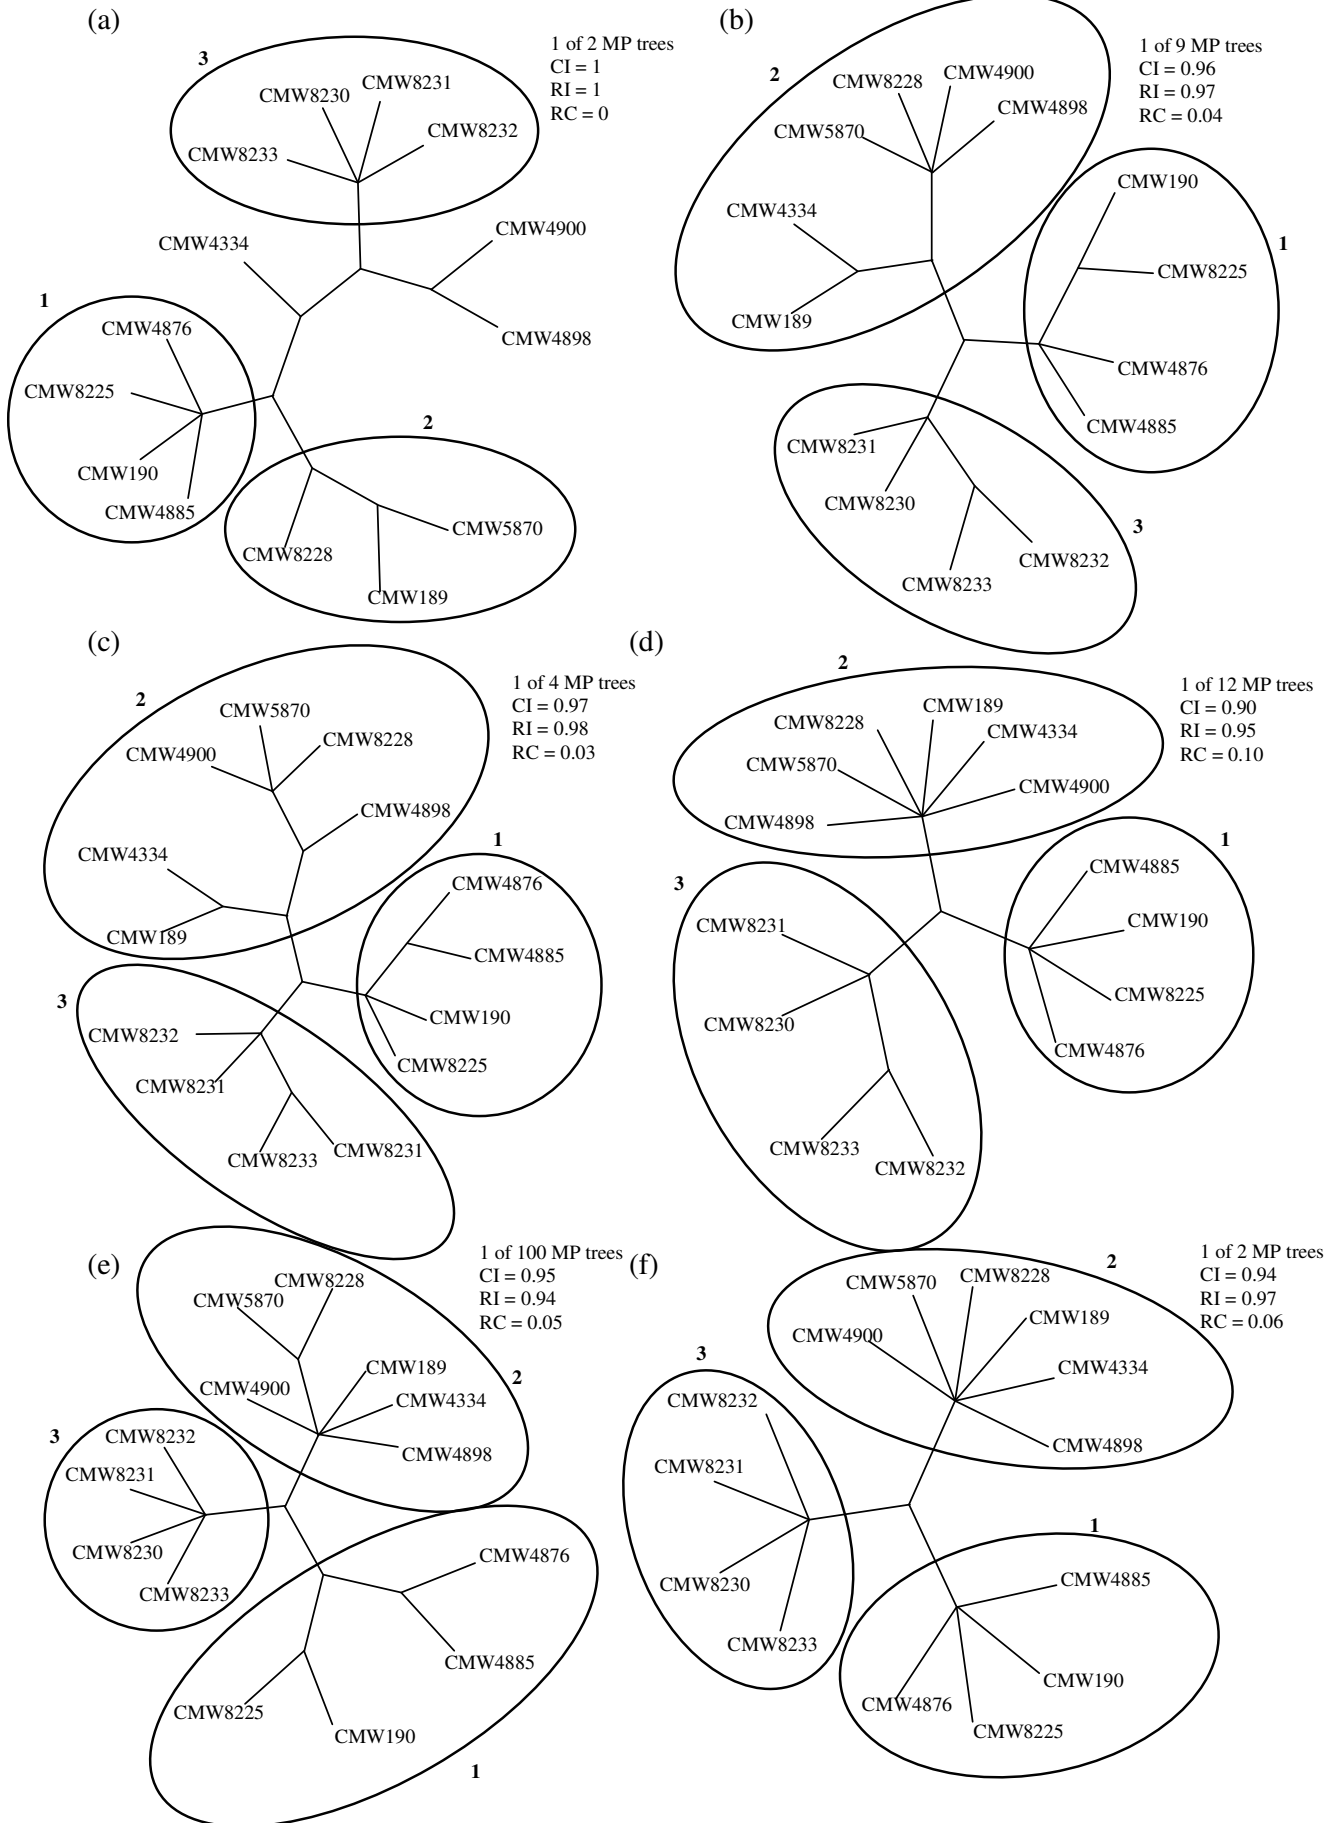 (a)
1 of 2 MP trees
CI = 1
RI = 1
RC = 0
3
CMW8231
CMW8230
CMW8232
CMW8233
CMW4900
CMW4334
CMW4898
1
CMW4876
CMW8225
CMW190
CMW4885
2
CMW5870
CMW8228
CMW189
(b)
1 of 9 MP trees
CI = 0.96
RI = 0.97
RC = 0.04
2
CMW4900
CMW8228
CMW4898
CMW5870
CMW4334
CMW189
1
CMW190
CMW8225
CMW4876
CMW4885
CMW8231
CMW8230
3
CMW8232
CMW8233
(c)
1 of 4 MP trees
CI = 0.97
RI = 0.98
RC = 0.03
2
CMW5870
CMW8228
CMW4900
CMW4898
CMW4334
CMW189
1
CMW4876
CMW4885
CMW190
CMW8225
3
CMW8232
CMW8231
CMW8233
CMW8231
(d)
1 of 12 MP trees
CI = 0.90
RI = 0.95
RC = 0.10
2
CMW189
CMW8228
CMW4334
CMW5870
CMW4900
CMW4898
1
CMW4885
CMW190
CMW8225
CMW4876
3
CMW8231
CMW8230
CMW8233
CMW8232
(e)
1 of 100 MP trees
CI = 0.95
RI = 0.94
RC = 0.05
CMW8228
CMW5870
2
CMW189
CMW4900
CMW4334
CMW4898
3
CMW8232
CMW8231
CMW8230
CMW8233
CMW4876
CMW4885
CMW8225
CMW190
1
(f)
1 of 2 MP trees
CI = 0.94
RI = 0.97
RC = 0.06
2
CMW8228
CMW5870
CMW189
CMW4900
CMW4334
CMW4898
3
CMW8232
CMW8231
CMW8230
CMW8233
1
CMW4885
CMW190
CMW4876
CMW8225